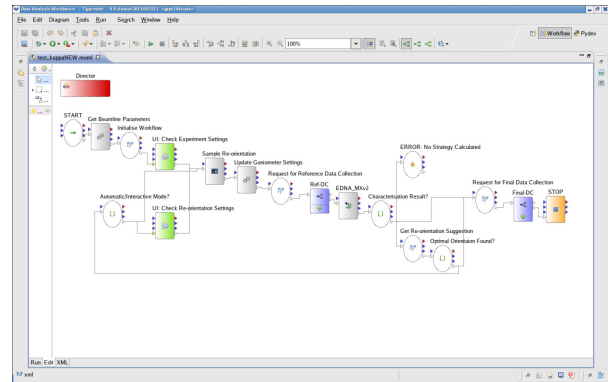 File Edit Diagram Tools Run Search Window Help
100%
Workflow Pydev
test_kappaNEW.moml
Director
START
Get Beamline Parameters
Initialise Workflow
UI: Check Experiment Settings
Sample Re-orientation
Update Goniometer Settings
Request for Reference Data Collection
Ref-DC
EDNA_MXv2
Characterisation Result?
ERROR: No Strategy Calculated
Request for Final Data Collection
Final-DC
STOP
Automatic/Interactive Mode?
UI: Check Re-orientation Settings
Get Re-orientation Suggestion
Optimal Orientaion Found?
Run Edit XML
xml